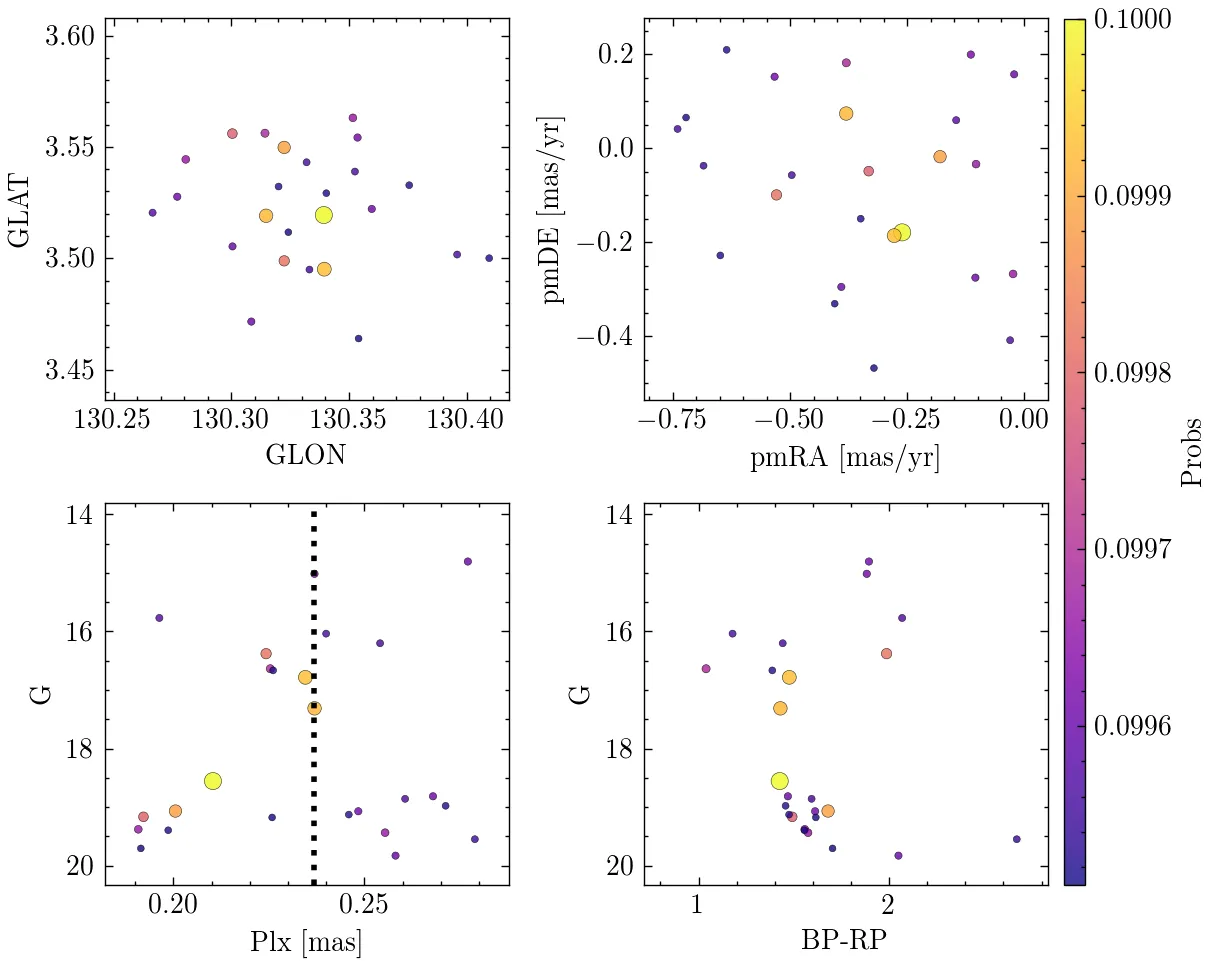 3.60
3.55
3.50
3.45
GLAT
130.25 130.30 130.35 130.40
GLON
0.2
0.0
−0.2
−0.4
pmDE [mas/yr]
−0.75 −0.50 −0.25 0.00
pmRA [mas/yr]
14
16
18
20
G
0.20 0.25
Plx [mas]
14
16
18
20
G
1 2
BP-RP
0.1000
0.0999
0.0998
0.0997
0.0996
Probs